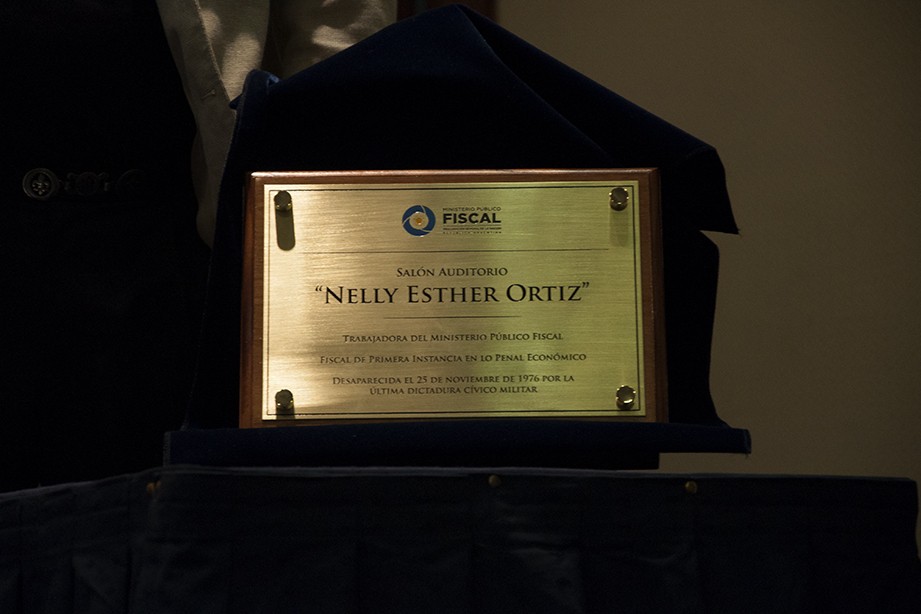 MINISTERIO PÚBLICO
FISCAL
SALÓN AUDITORIO
“NELLY ESTHER ORTIZ”
TRABAJADORA DEL MINISTERIO PÚBLICO FISCAL
FISCAL DE PRIMERA INSTANCIA EN LO PENAL ECONÓMICO
DESAPARECIDA EL 25 DE NOVIEMBRE DE 1976 POR LA
ÚLTIMA DICTADURA CÍVICO MILITAR